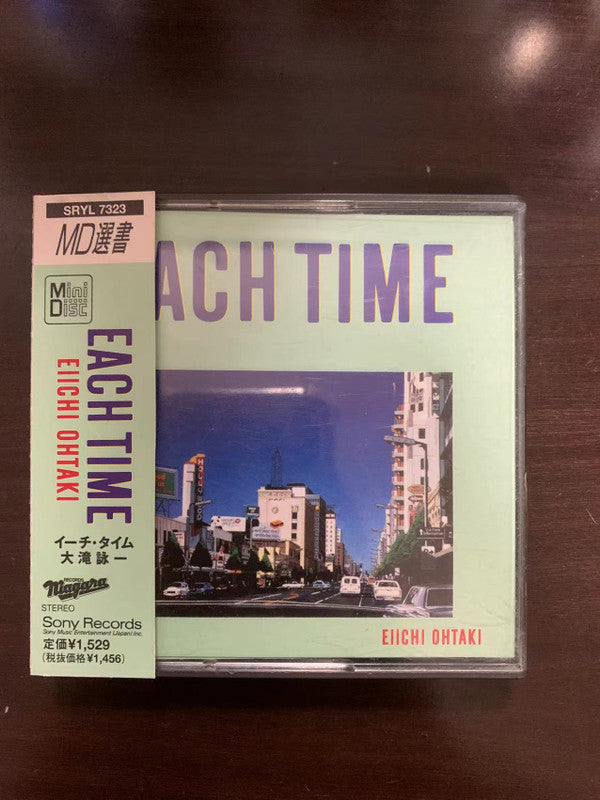 SRYL 7323
MD選書
Mini
Disc
EACH TIME
EIICHI OHTAKI
イーチ・タイム
大滝詠一
RECORDS
Niagara
STEREO
Sony Records
Sony Music Entertainment (Japan) Inc.
定価¥1,529
(税抜価格¥1,456)
ACH TIME
EIICHI OHTAKI